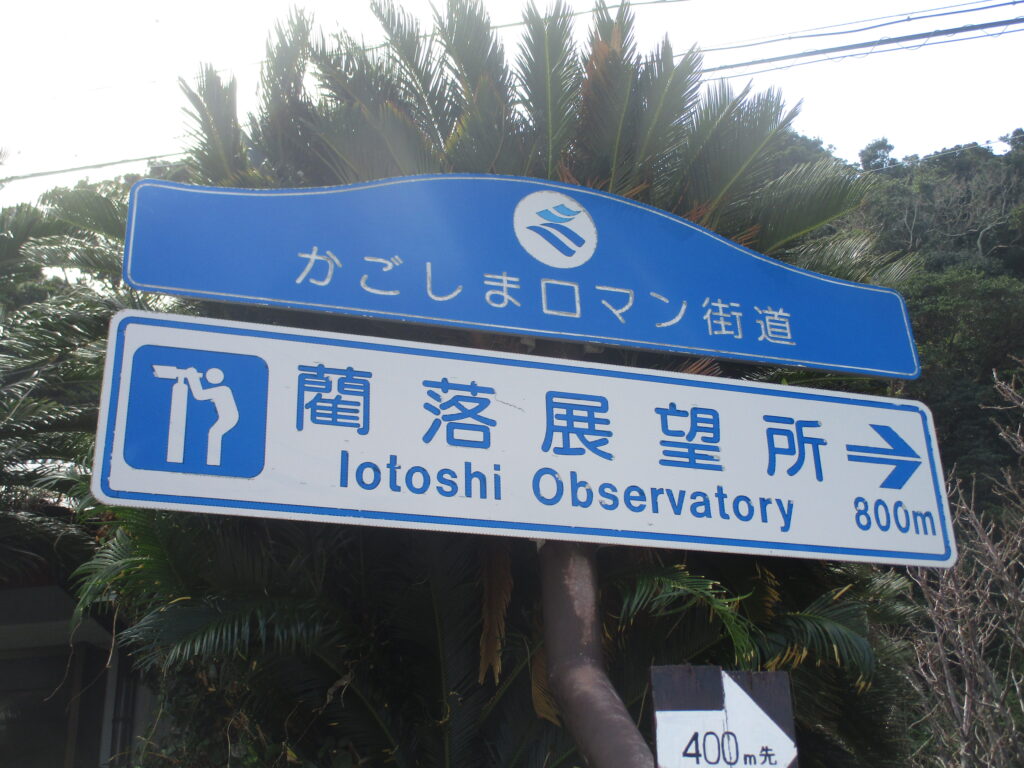 かごしまロマン街道
藺落展望所
Iotoshi Observatory
800m
400m先